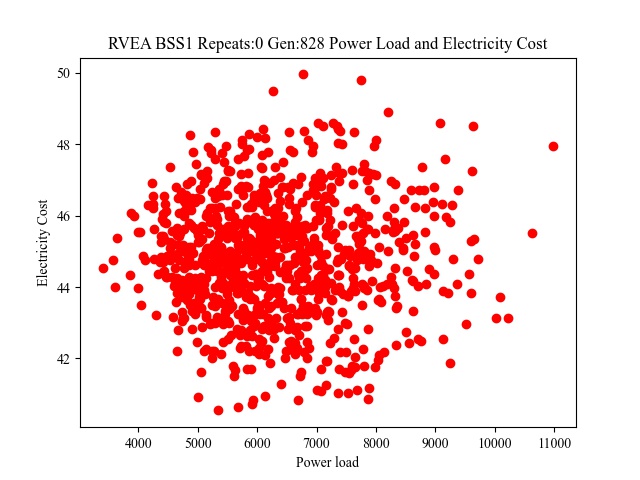 RVEA BSS1 Repeats:0 Gen:828 Power Load and Electricity Cost
50
48
46
44
42
Electricity Cost
4000 5000 6000 7000 8000 9000 10000 11000
Power load